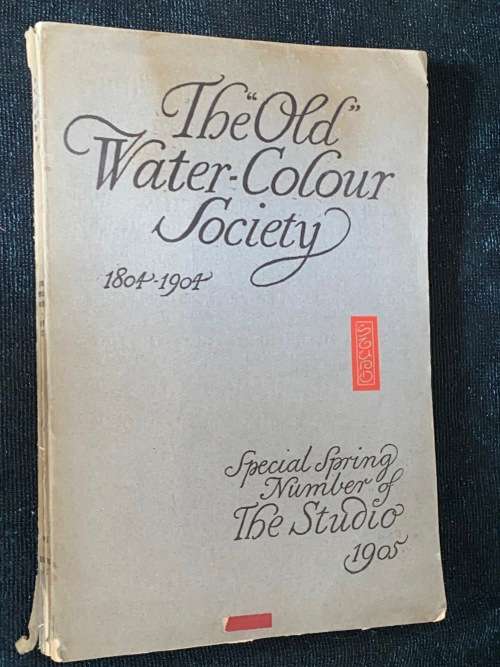 The "Old"
Water-Colour
Society
1804-1904
Special Spring
Number of
The Studio
1905